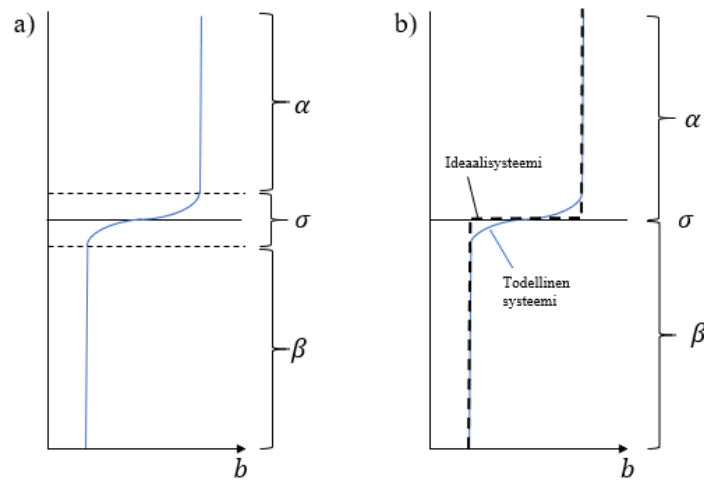 a)
α
σ
β
b
b)
α
Ideaalisysteemi
σ
Todellinen
systeemi
β
b